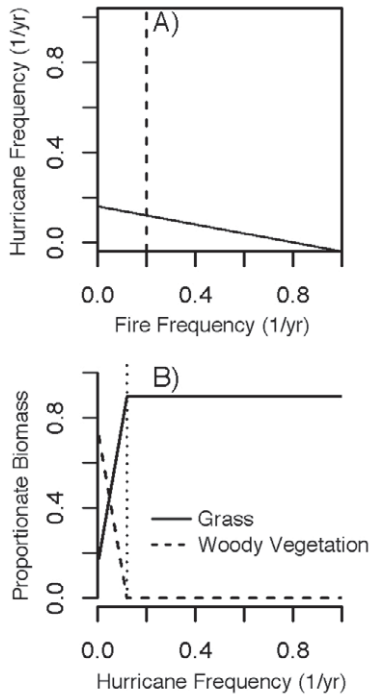 A)
Hurricane Frequency (1/yr)
0.8
0.4
0.0
0.0 0.4 0.8
Fire Frequency (1/yr)
B)
Proportionate Biomass
0.8
0.4
0.0
Grass
Woody Vegetation
0.0 0.4 0.8
Hurricane Frequency (1/yr)